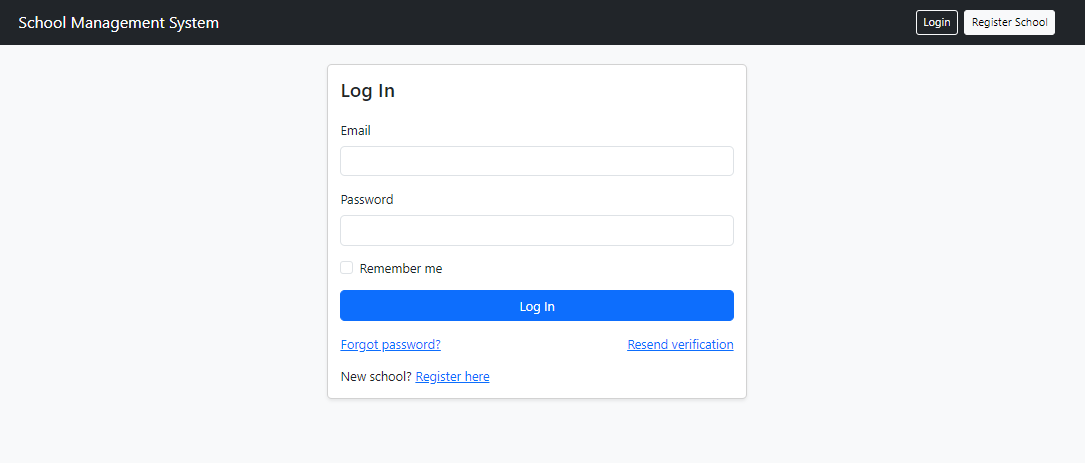 School Management System
Login
Register School
Log In
Email
Password
Remember me
Log In
Forgot password?
Resend verification
New school? Register here